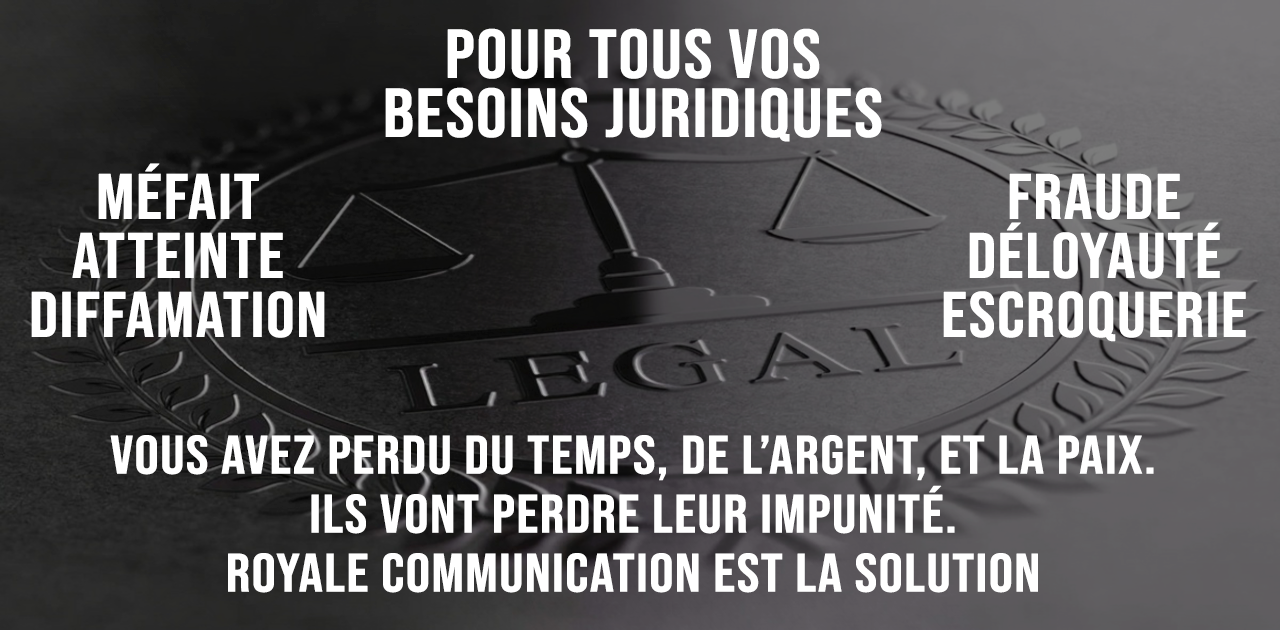 POUR TOUS VOS
BESOINS JURIDIQUES
MÉFAIT
ATTEINTE
DIFFAMATION
FRAUDE
DÉLOYAUTÉ
ESCROQUERIE
LEGAL
VOUS AVEZ PERDU DU TEMPS, DE L’ARGENT, ET LA PAIX.
ILS VONT PERDRE LEUR IMPUNITÉ.
ROYALE COMMUNICATION EST LA SOLUTION